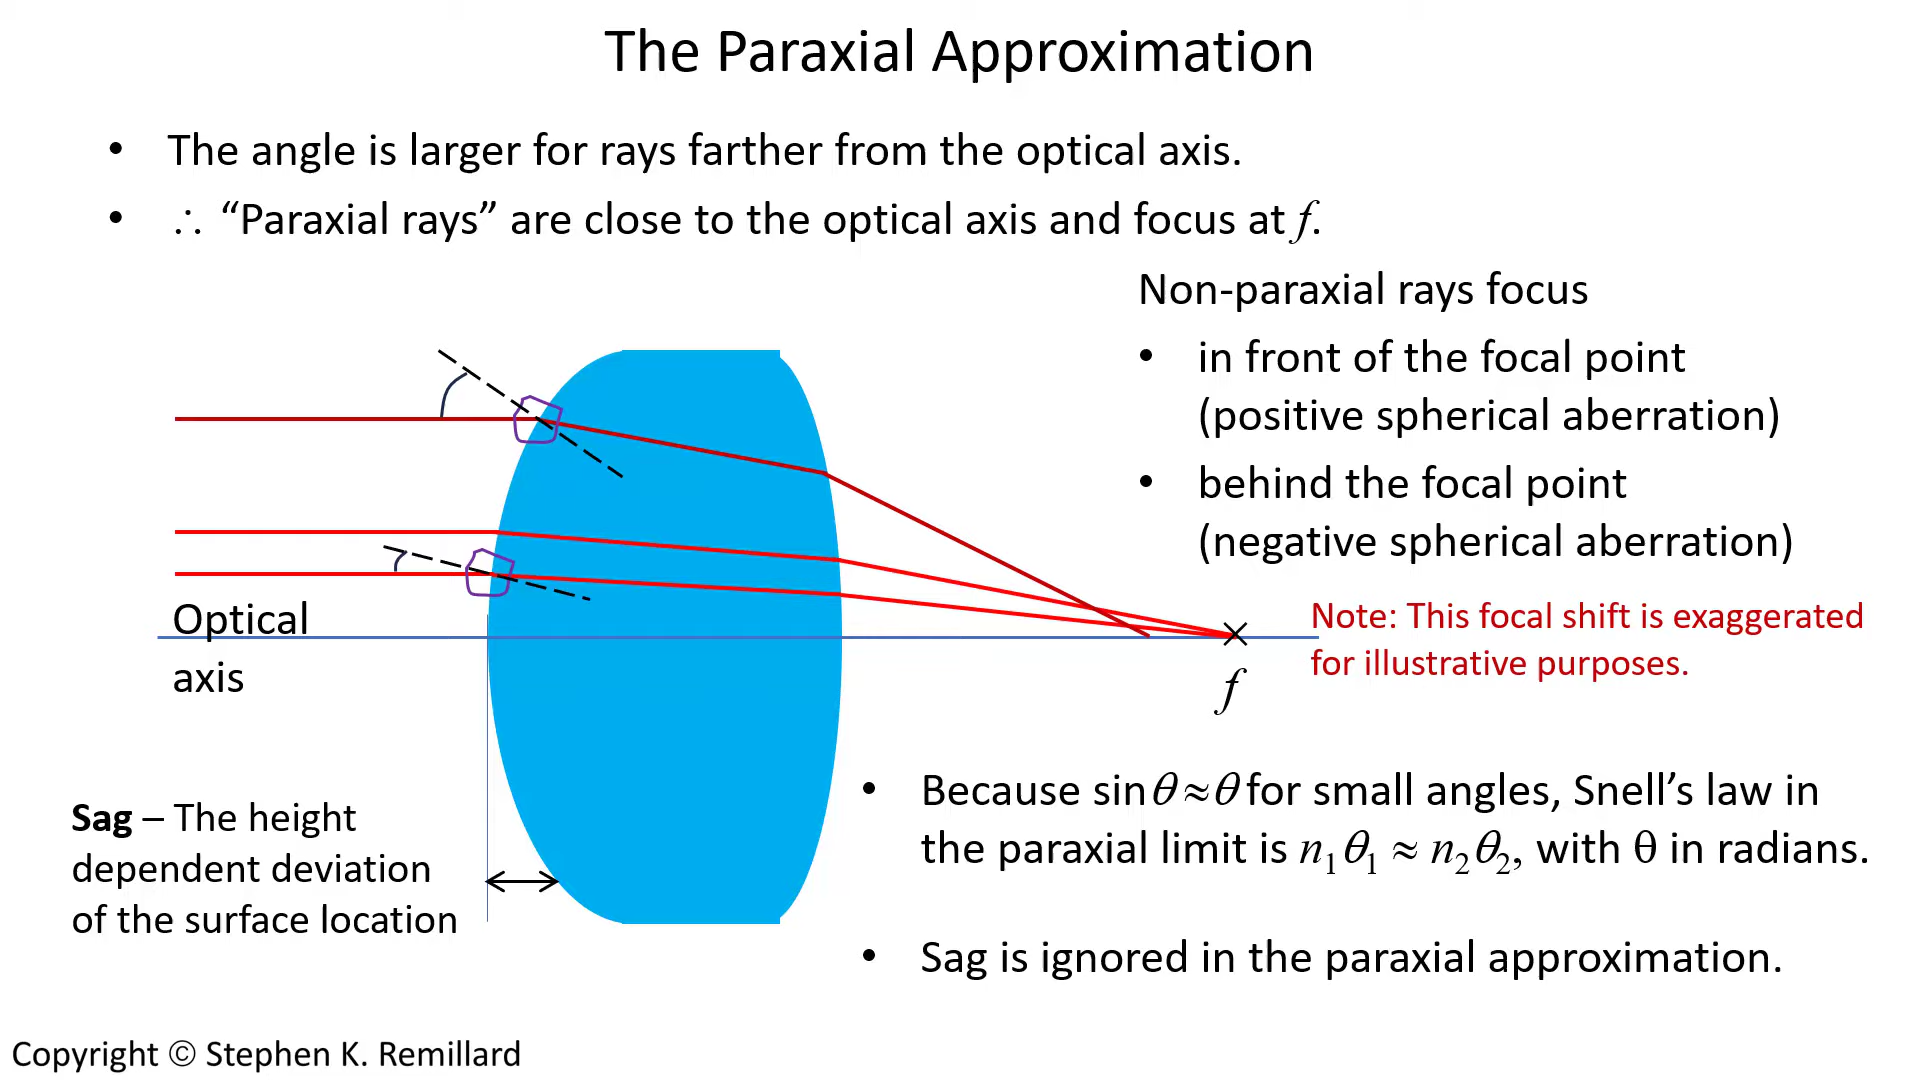 The Paraxial Approximation
• The angle is larger for rays farther from the optical axis.
• ∴ “Paraxial rays” are close to the optical axis and focus at f.
Non-paraxial rays focus
• in front of the focal point
(positive spherical aberration)
• behind the focal point
(negative spherical aberration)
Optical
axis
Note: This focal shift is exaggerated
for illustrative purposes.
f
Sag – The height
dependent deviation
of the surface location
• Because sin θ ≈ θ for small angles, Snell’s law in
the paraxial limit is n₁θ₁ ≈ n₂θ₂, with θ in radians.
• Sag is ignored in the paraxial approximation.
Copyright © Stephen K. Remillard